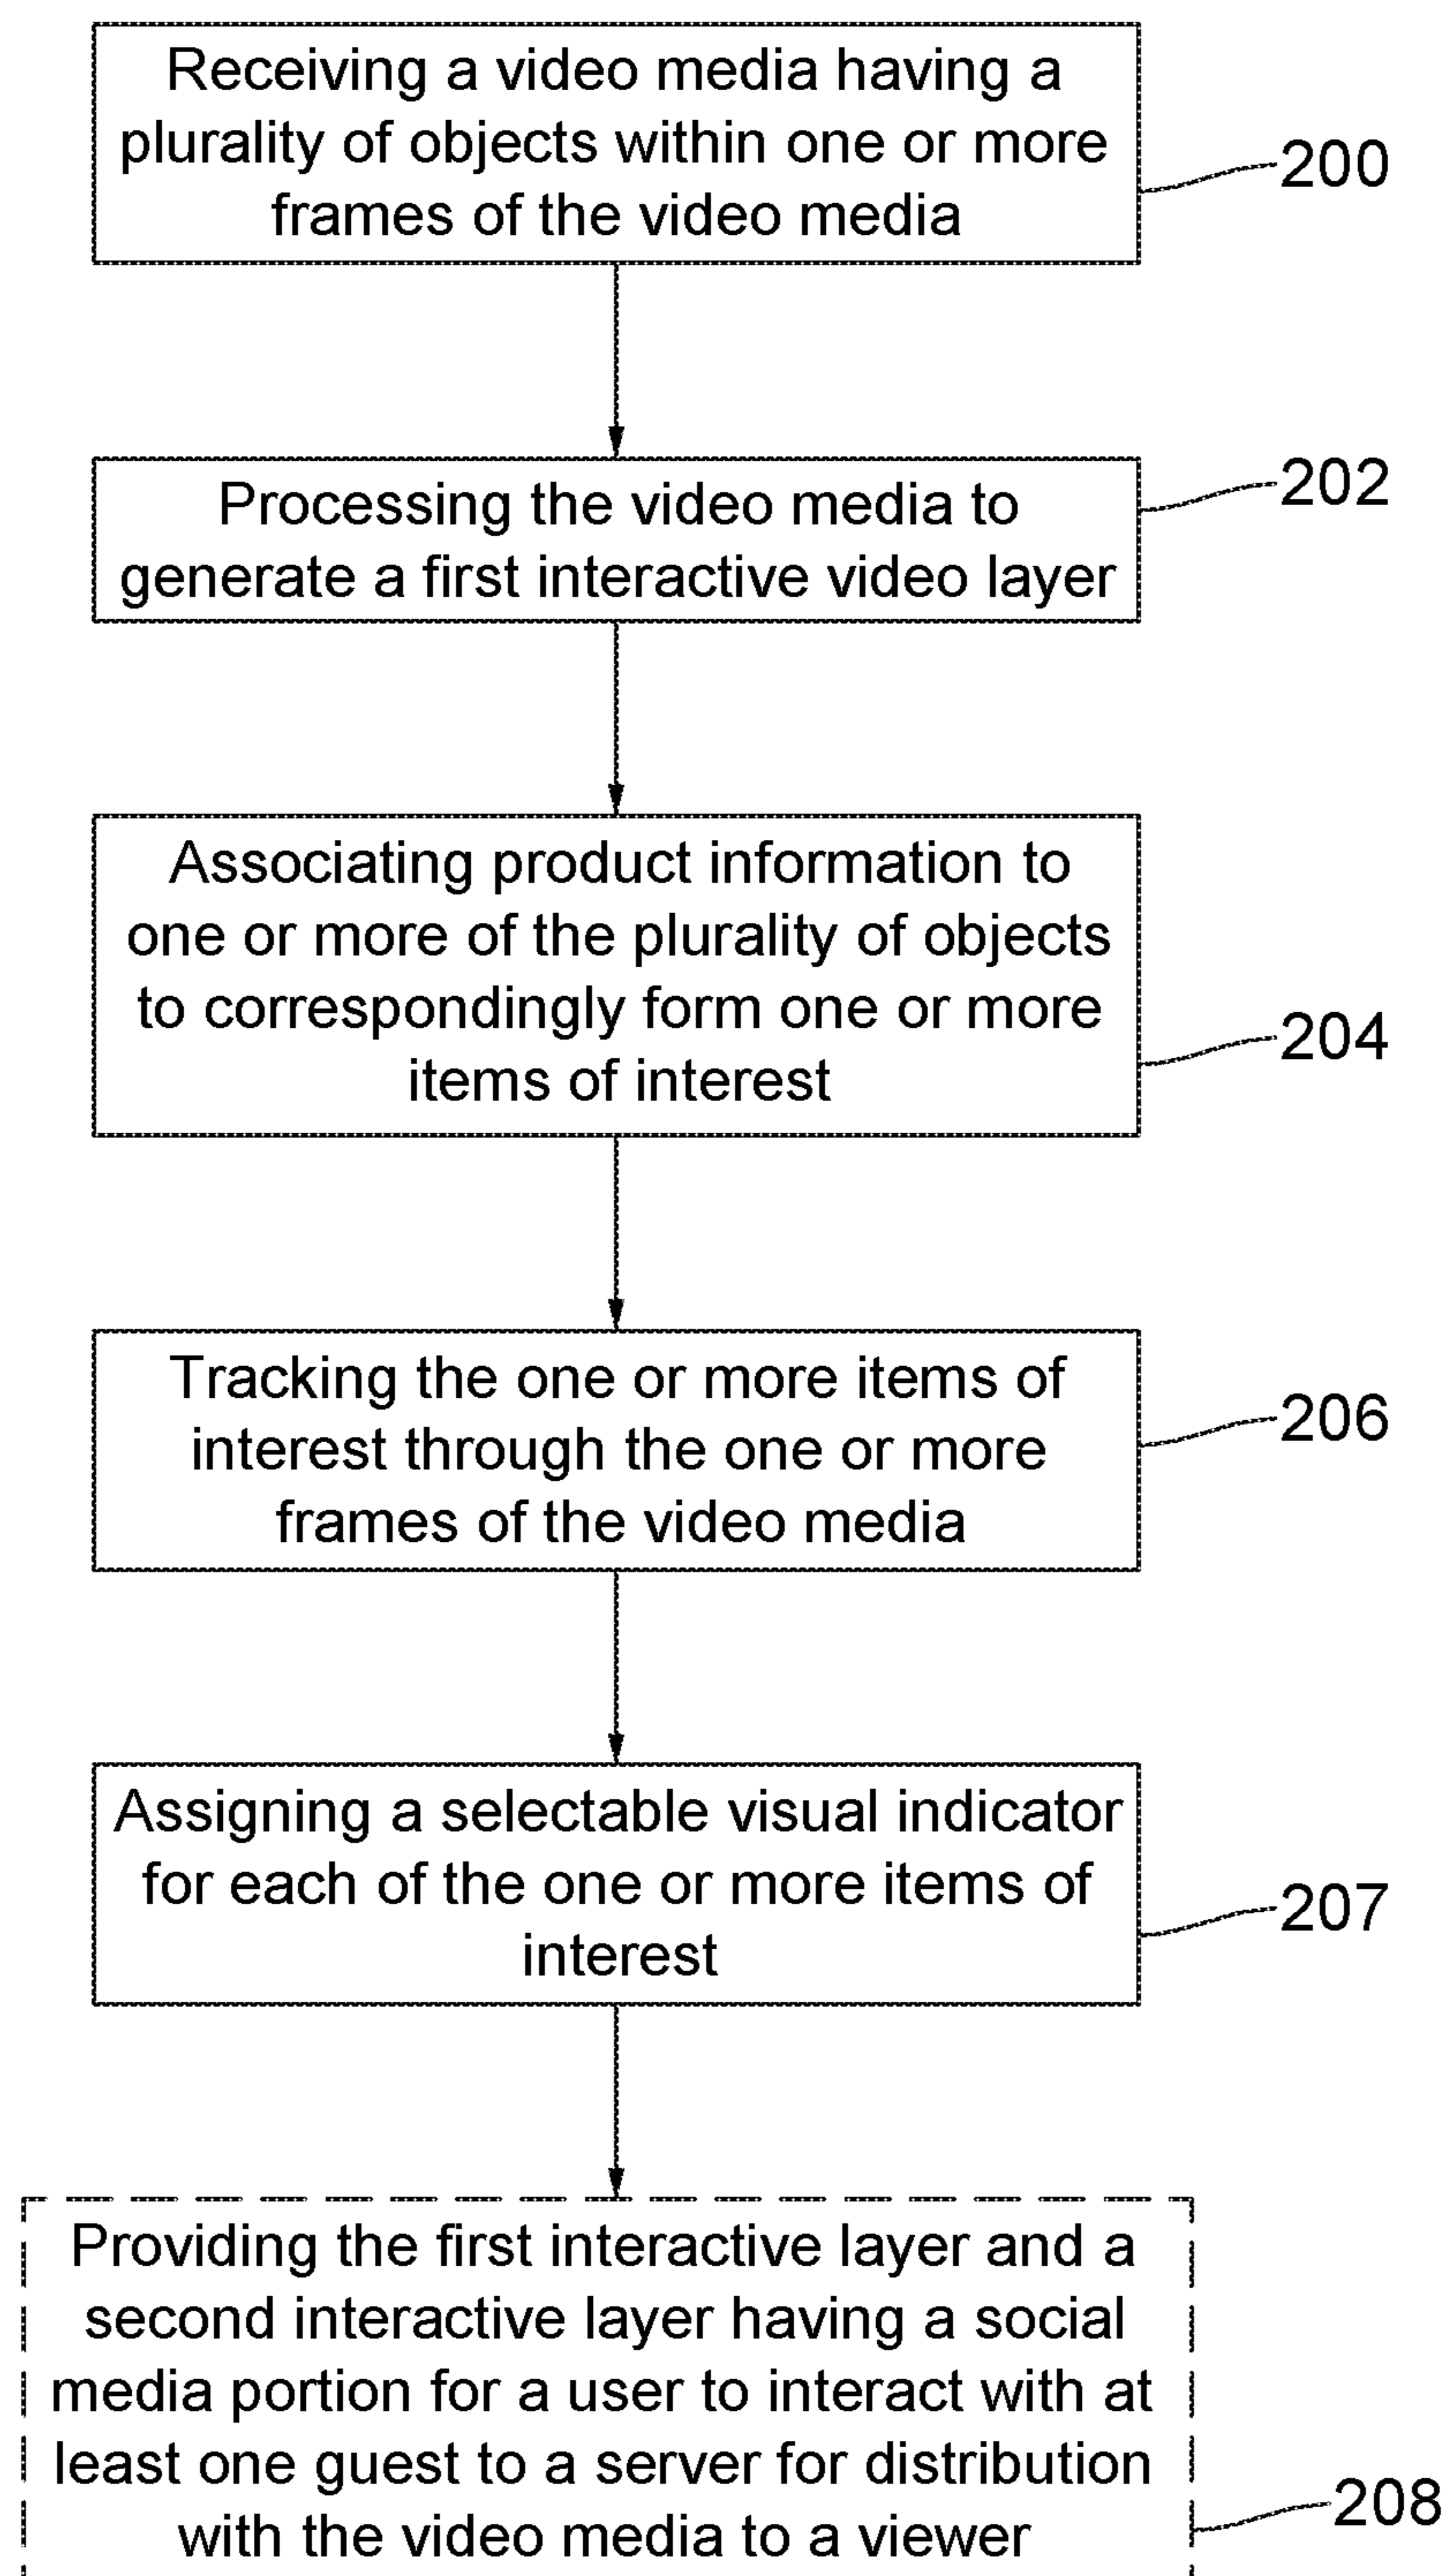 Receiving a video media having a
plurality of objects within one or more
frames of the video media
200
Processing the video media to
generate a first interactive video layer
202
Associating product information to
one or more of the plurality of objects
to correspondingly form one or more
items of interest
204
Tracking the one or more items of
interest through the one or more
frames of the video media
206
Assigning a selectable visual indicator
for each of the one or more items of
interest
207
Providing the first interactive layer and a
second interactive layer having a social
media portion for a user to interact with at
least one guest to a server for distribution
with the video media to a viewer
208